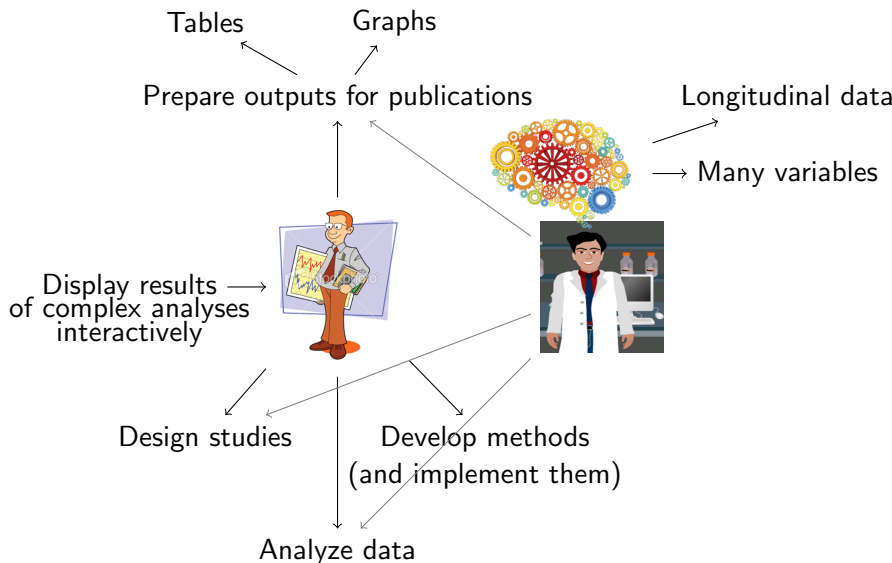 Tables
Graphs
Prepare outputs for publications
Longitudinal data
Many variables
Display results
of complex analyses
interactively
Design studies
Develop methods
(and implement them)
Analyze data